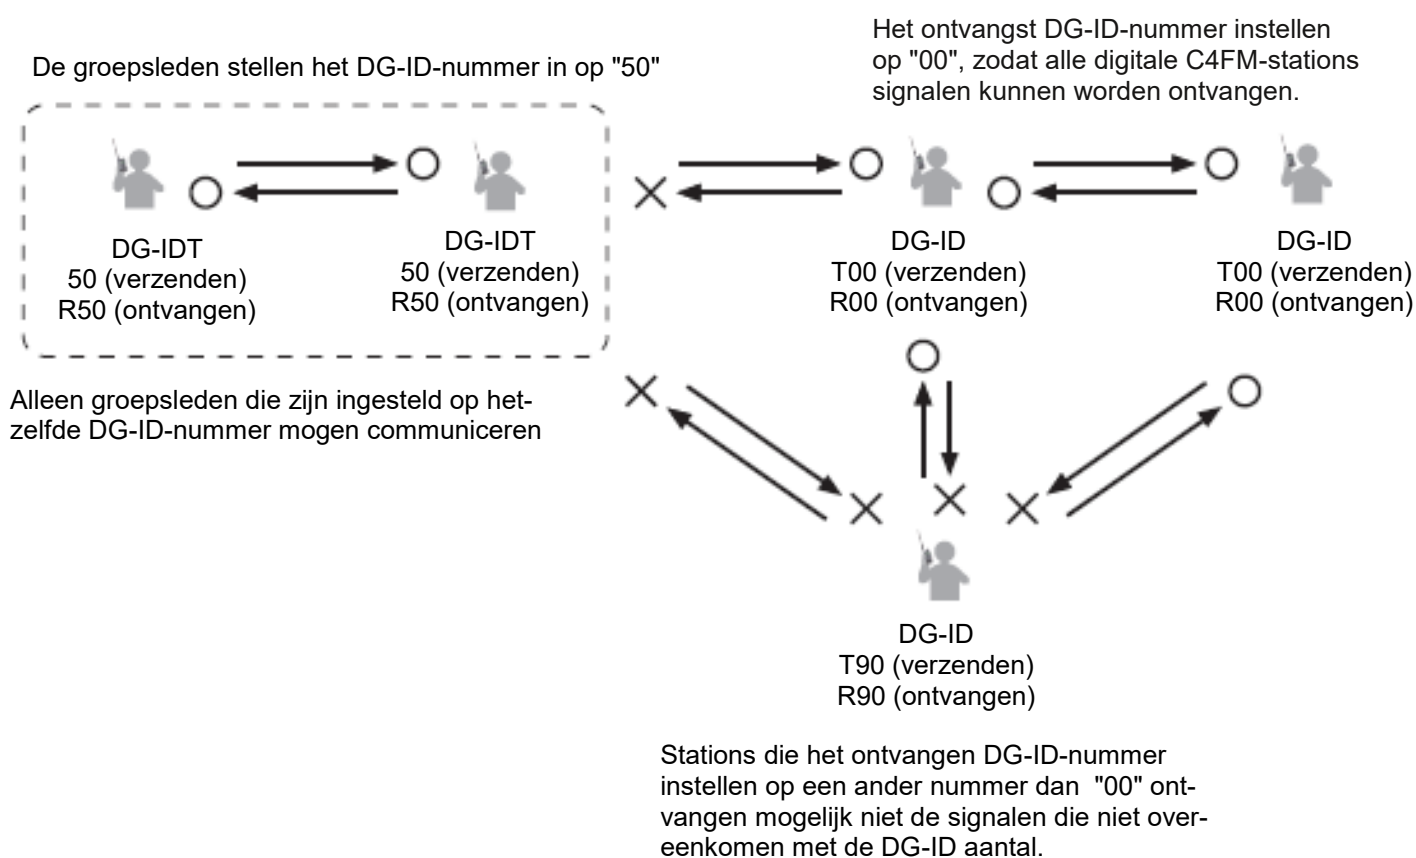 De groepsleden stellen het DG-ID-nummer in op "50"
Het ontvangst DG-ID-nummer instellen
op "00", zodat alle digitale C4FM-stations
signalen kunnen worden ontvangen.
DG-IDT
50 (verzenden)
R50 (ontvangen)
DG-IDT
50 (verzenden)
R50 (ontvangen)
DG-ID
T00 (verzenden)
R00 (ontvangen)
DG-ID
T00 (verzenden)
R00 (ontvangen)
Alleen groepsleden die zijn ingesteld op het-
zelfde DG-ID-nummer mogen communiceren
DG-ID
T90 (verzenden)
R90 (ontvangen)
Stations die het ontvangen DG-ID-nummer
instellen op een ander nummer dan "00" ont-
vangen mogelijk niet de signalen die niet over-
eenkomen met de DG-ID aantal.